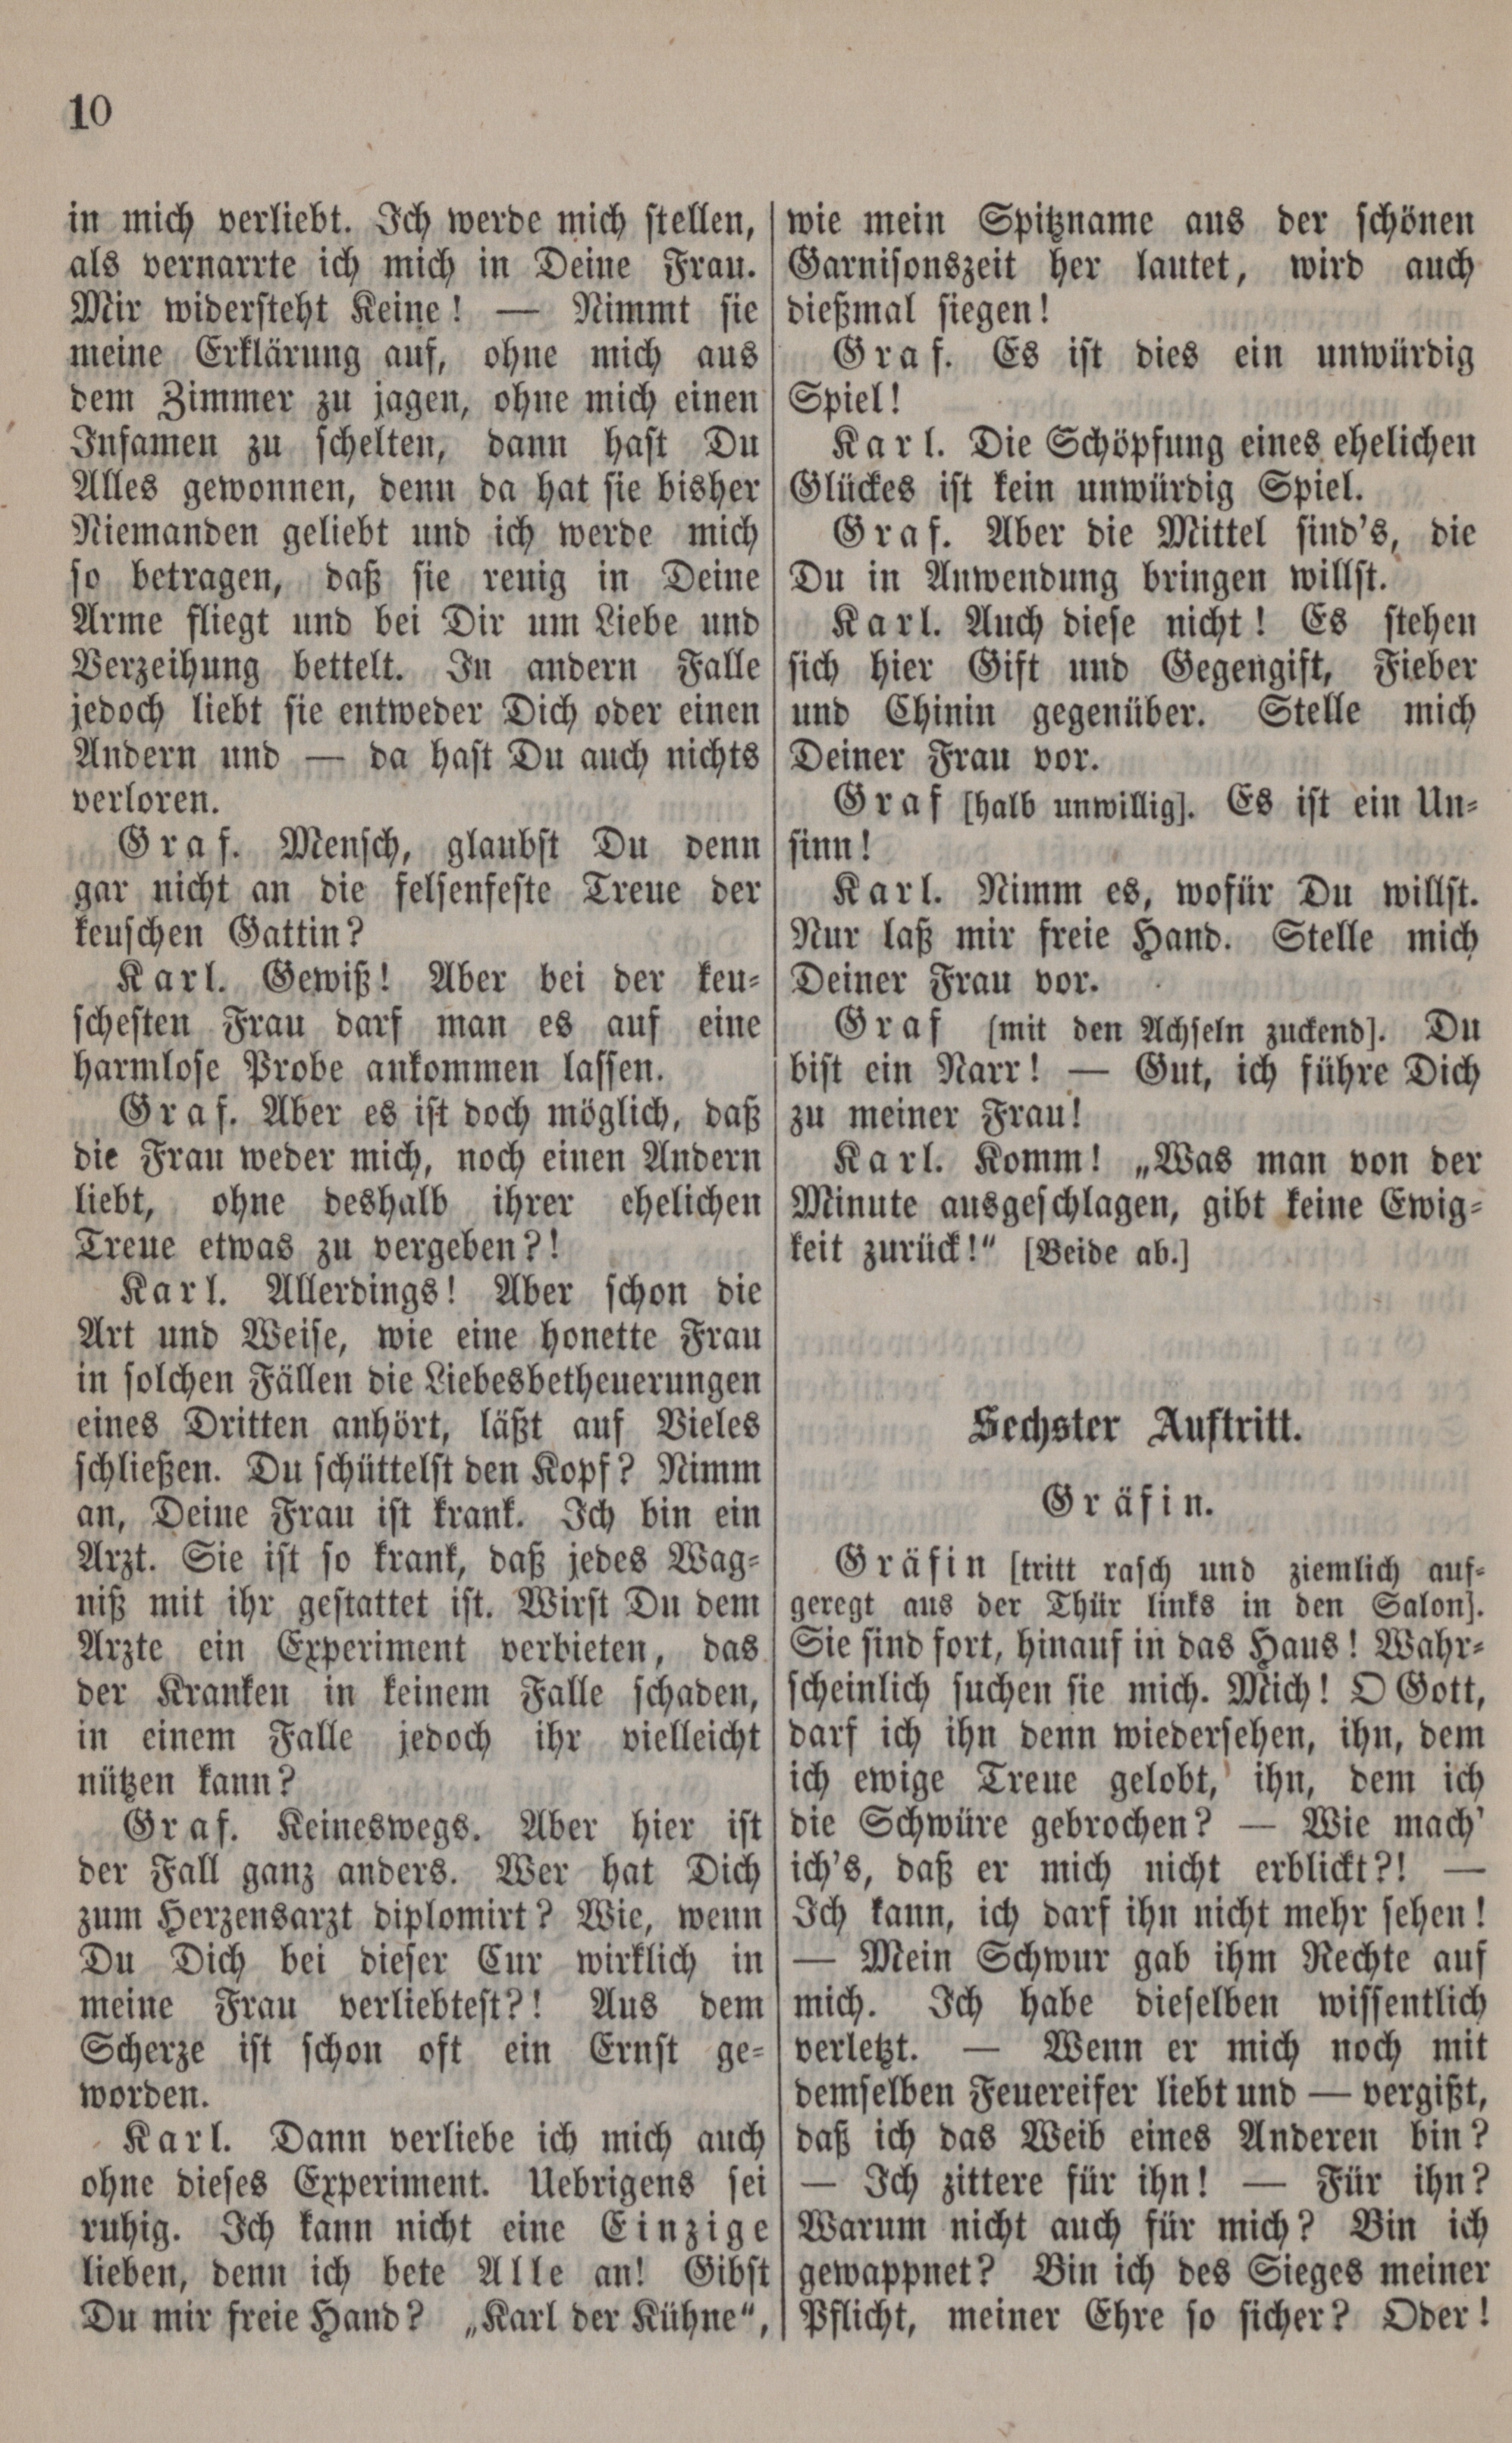 10
in mich verliebt. Ich werde mich stellen,
als vernarrte ich mich in Deine Frau.
Mir widersteht Keine! — Nimmt sie
meine Erklärung auf, ohne mich aus
dem Zimmer zu jagen, ohne mich einen
Infamen zu schelten, dann hast Du
Alles gewonnen, denn da hat sie bisher
Niemanden geliebt und ich werde mich
so betragen, daß sie reuig in Deine
Arme fliegt und bei Dir um Liebe und
Verzeihung bettelt. In andern Falle
jedoch liebt sie entweder Dich oder einen
Andern und — da hast Du auch nichts
verloren.
Graf. Mensch, glaubst Du denn
gar nicht an die felsenfeste Treue der
keuschen Gattin?
Karl. Gewiß! Aber bei der keu-
schesten Frau darf man es auf eine
harmlose Probe ankommen lassen.
Graf. Aber es ist doch möglich, daß
die Frau weder mich, noch einen Andern
liebt, ohne deshalb ihrer ehelichen
Treue etwas zu vergeben?!
Karl. Allerdings! Aber schon die
Art und Weise, wie eine honette Frau
in solchen Fällen die Liebesbetheuerungen
eines Dritten anhört, läßt auf Vieles
schließen. Du schüttelst den Kopf? Nimm
an, Deine Frau ist krank. Ich bin ein
Arzt. Sie ist so krank, daß jedes Wag-
niß mit ihr gestattet ist. Wirst Du dem
Arzte ein Experiment verbieten, das
der Kranken in keinem Falle schaden,
in einem Falle jedoch ihr vielleicht
nützen kann?
Graf. Keineswegs. Aber hier ist
der Fall ganz anders. Wer hat Dich
zum Herzensarzt diplomirt? Wie, wenn
Du Dich bei dieser Cur wirklich in
meine Frau verliebtest?! Aus dem
Scherze ist schon oft ein Ernst ge-
worden.
Karl. Dann verliebe ich mich auch
ohne dieses Experiment. Uebrigens sei
ruhig. Ich kann nicht eine Einzige
lieben, denn ich bete Alle an! Gibst
Du mir freie Hand? „Karl der Kühne“,
wie mein Spitzname aus der schönen
Garnisonszeit her lautet, wird auch
dießmal siegen!
Graf. Es ist dies ein unwürdig
Spiel!
Karl. Die Schöpfung eines ehelichen
Glückes ist kein unwürdig Spiel.
Graf. Aber die Mittel sind's, die
Du in Anwendung bringen willst.
Karl. Auch diese nicht! Es stehen
sich hier Gift und Gegengift, Fieber
und Chinin gegenüber. Stelle mich
Deiner Frau vor.
Graf [halb unwillig]. Es ist ein Un-
sinn!
Karl. Nimm es, wofür Du willst.
Nur laß mir freie Hand. Stelle mich
Deiner Frau vor.
Graf [mit den Achseln zuckend]. Du
bist ein Narr! — Gut, ich führe Dich
zu meiner Frau!
Karl. Komm! „Was man von der
Minute ausgeschlagen, gibt keine Ewig-
keit zurück!“ [Beide ab.]
Sechster Auftritt.
Gräfin.
Gräfin [tritt rasch und ziemlich auf-
geregt aus der Thür links in den Salon].
Sie sind fort, hinauf in das Haus! Wahr-
scheinlich suchen sie mich. Mich! O Gott,
darf ich ihn denn wiedersehen, ihn, dem
ich ewige Treue gelobt, ihn, dem ich
die Schwüre gebrochen? — Wie mach'
ich's, daß er mich nicht erblickt?! —
Ich kann, ich darf ihn nicht mehr sehen!
— Mein Schwur gab ihm Rechte auf
mich. Ich habe dieselben wissentlich
verletzt. — Wenn er mich noch mit
demselben Feuereifer liebt und — vergißt,
daß ich das Weib eines Anderen bin?
— Ich zittere für ihn! — Für ihn?
Warum nicht auch für mich? Bin ich
gewappnet? Bin ich des Sieges meiner
Pflicht, meiner Ehre so sicher? Oder!